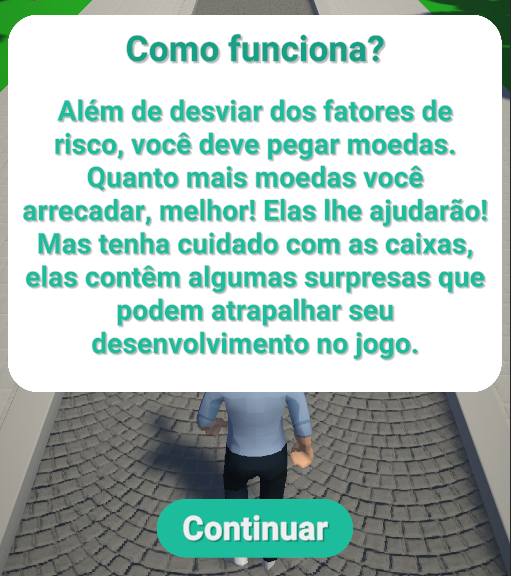 Como funciona?
Além de desviar dos fatores de
risco, você deve pegar moedas.
Quanto mais moedas você
arrecadar, melhor! Elas lhe ajudarão!
Mas tenha cuidado com as caixas,
elas contêm algumas surpresas que
podem atrapalhar seu
desenvolvimento no jogo.
Continuar